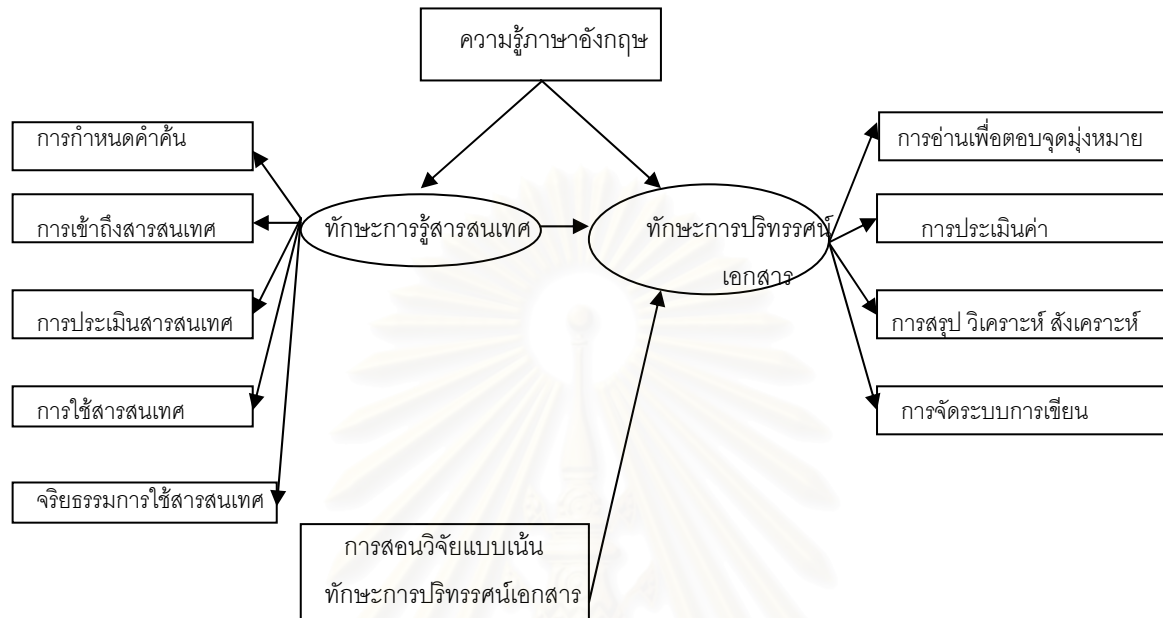 ความรู้ภาษาอังกฤษ
การกำหนดคำค้น
การเข้าถึงสารสนเทศ
การประเมินสารสนเทศ
การใช้สารสนเทศ
จริยธรรมการใช้สารสนเทศ
ทักษะการรู้สารสนเทศ
ทักษะการปริทรรศน์
เอกสาร
การอ่านเพื่อตอบจุดมุ่งหมาย
การประเมินค่า
การสรุป วิเคราะห์ สังเคราะห์
การจัดระบบการเขียน
การสอนวิจัยแบบเน้น
ทักษะการปริทรรศน์เอกสาร